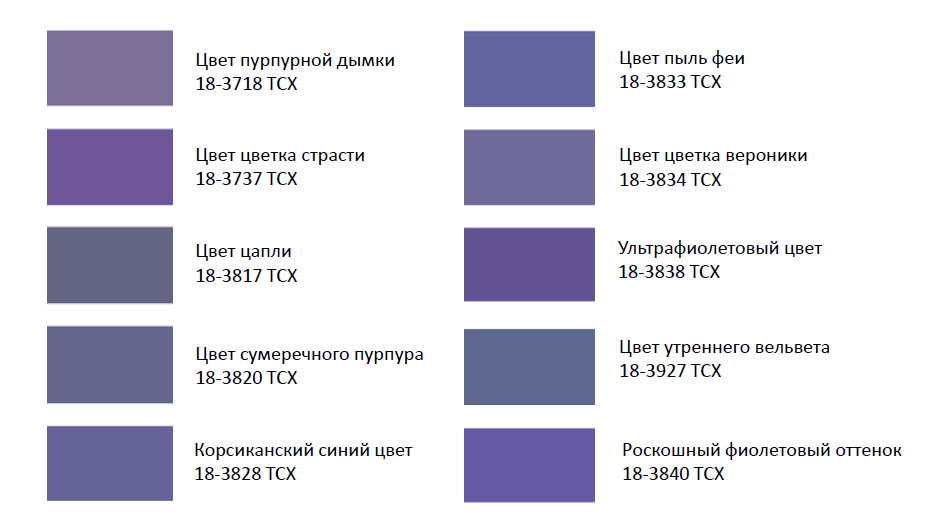 Цвет пурпурной дымки
18-3718 TCX
Цвет цветка страсти
18-3737 TCX
Цвет цапли
18-3817 TCX
Цвет сумеречного пурпура
18-3820 TCX
Корсиканский синий цвет
18-3828 TCX
Цвет пыль феи
18-3833 TCX
Цвет цветка вероники
18-3834 TCX
Ультрафиолетовый цвет
18-3838 TCX
Цвет утреннего вельвета
18-3927 TCX
Роскошный фиолетовый оттенок
18-3840 TCX